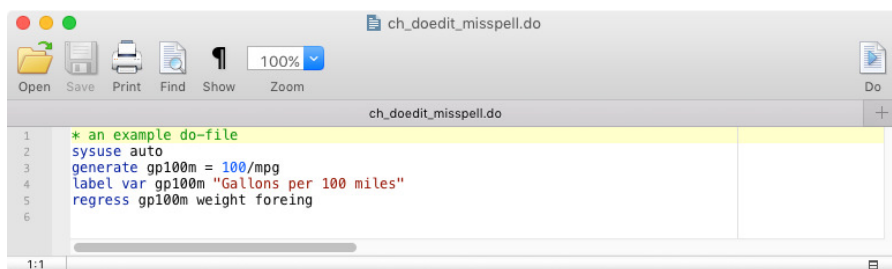 ch_doedit_misspell.do
Open Save Print Find Show 100% Zoom Do
ch_doedit_misspell.do
1 * an example do-file
2 sysuse auto
3 generate gp100m = 100/mpg
4 label var gp100m "Gallons per 100 miles"
5 regress gp100m weight foreing
6
1:1